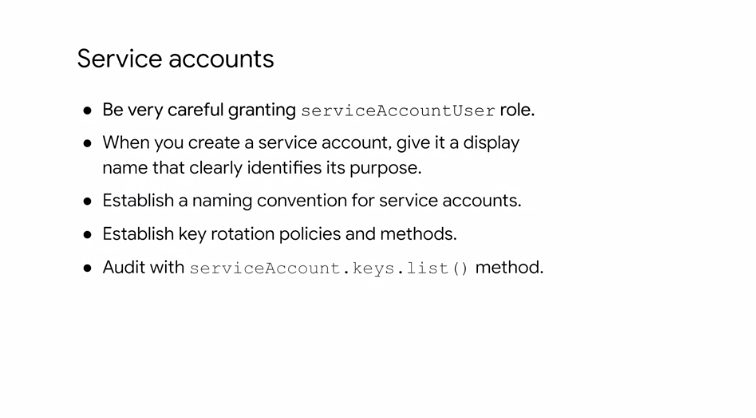 Service accounts
● Be very careful granting serviceAccountUser role.
● When you create a service account, give it a display
name that clearly identifies its purpose.
● Establish a naming convention for service accounts.
● Establish key rotation policies and methods.
● Audit with serviceAccount.keys.list() method.